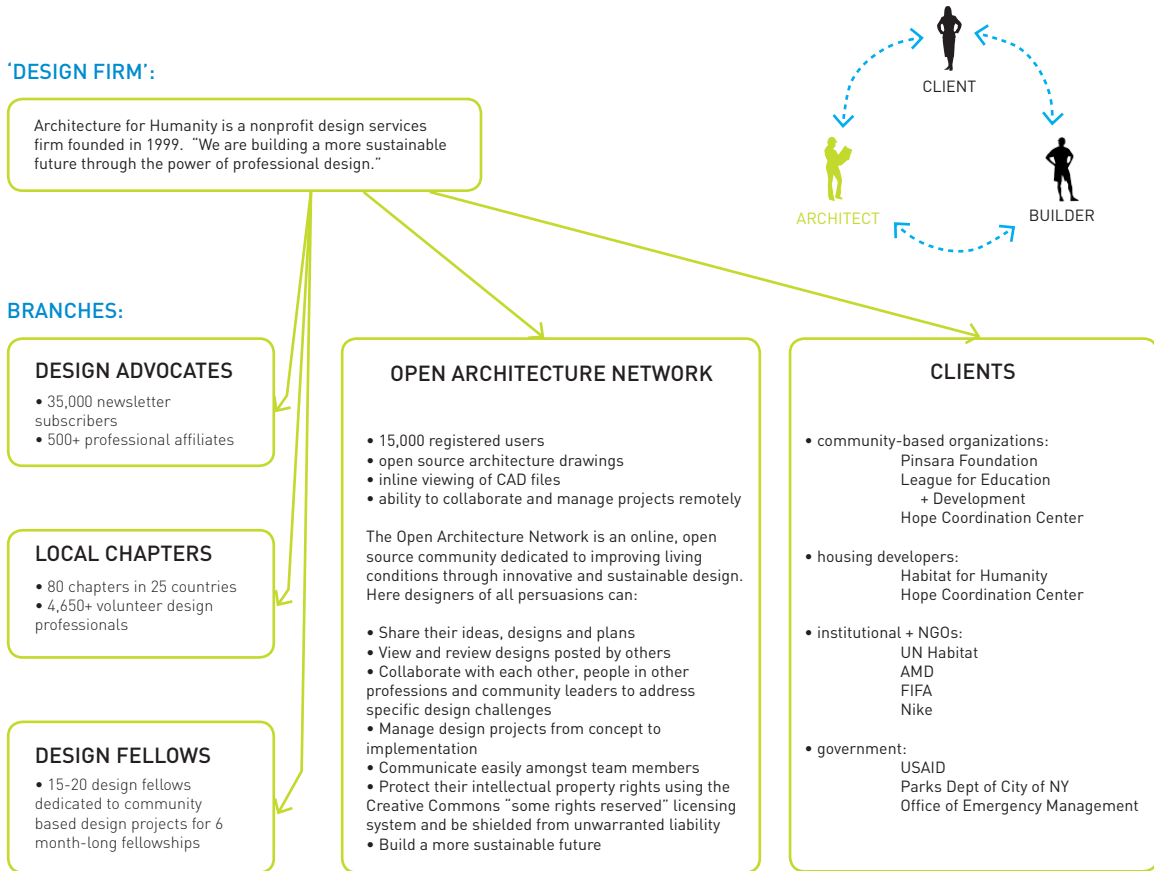 ‘DESIGN FIRM’:
Architecture for Humanity is a nonprofit design services
firm founded in 1999.  “We are building a more sustainable
future through the power of professional design.”
CLIENT
ARCHITECT
BUILDER
BRANCHES:
DESIGN ADVOCATES
• 35,000 newsletter
subscribers
• 500+ professional affiliates
LOCAL CHAPTERS
• 80 chapters in 25 countries
• 4,650+ volunteer design
professionals
DESIGN FELLOWS
• 15-20 design fellows
dedicated to community
based design projects for 6
month-long fellowships
OPEN ARCHITECTURE NETWORK
• 15,000 registered users
• open source architecture drawings
• inline viewing of CAD files
• ability to collaborate and manage projects remotely
The Open Architecture Network is an online, open
source community dedicated to improving living
conditions through innovative and sustainable design.
Here designers of all persuasions can:
• Share their ideas, designs and plans
• View and review designs posted by others
• Collaborate with each other, people in other
professions and community leaders to address
specific design challenges
• Manage design projects from concept to
implementation
• Communicate easily amongst team members
• Protect their intellectual property rights using the
Creative Commons “some rights reserved” licensing
system and be shielded from unwarranted liability
• Build a more sustainable future
CLIENTS
• community-based organizations:
Pinsara Foundation
League for Education
+ Development
Hope Coordination Center
• housing developers:
Habitat for Humanity
Hope Coordination Center
• institutional + NGOs:
UN Habitat
AMD
FIFA
Nike
• government:
USAID
Parks Dept of City of NY
Office of Emergency Management